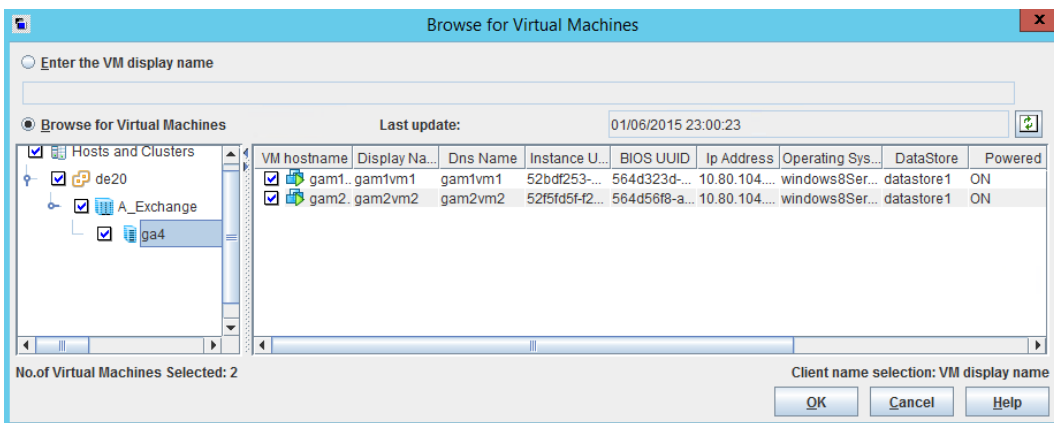 Browse for Virtual Machines
x
Enter the VM display name
Browse for Virtual Machines Last update: 01/06/2015 23:00:23
Hosts and Clusters
de20
A_Exchange
ga4
VM hostname Display Na... Dns Name Instance U... BIOS UUID Ip Address Operating Sys... DataStore Powered
gam1.. gam1vm1 gam1vm1 52bdf253-... 564d323d-... 10.80.104.... windows8Ser... datastore1 ON
gam2. gam2vm2 gam2vm2 52f5fd5f-f2... 564d56f8-a... 10.80.104.... windows8Ser... datastore1 ON
No.of Virtual Machines Selected: 2 Client name selection: VM display name
OK Cancel Help